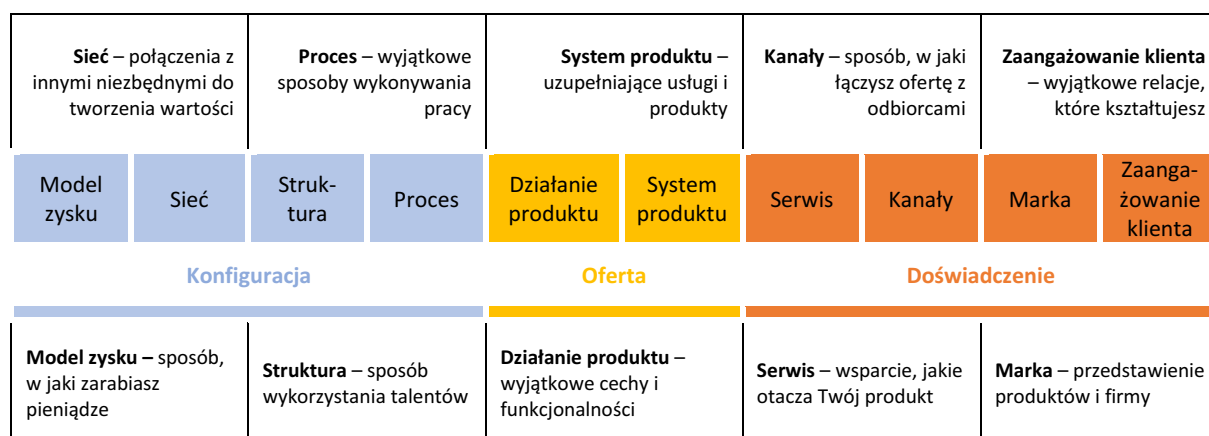 Sieć – połączenia z
innymi niezbędnymi do
tworzenia wartości
Proces – wyjątkowe
sposoby wykonywania
pracy
System produktu –
uzupełniające usługi i
produkty
Kanały – sposób, w jaki
łączysz ofertę z
odbiorcami
Zaangażowanie klienta
– wyjątkowe relacje,
które kształtujesz
Model
zysku
Sieć
Struk-
tura
Proces
Działanie
produktu
System
produktu
Serwis
Kanały
Marka
Zaanga-
żowanie
klienta
Konfiguracja
Oferta
Doświadczenie
Model zysku – sposób,
w jaki zarabiasz
pieniądze
Struktura – sposób
wykorzystania talentów
Działanie produktu –
wyjątkowe cechy i
funkcjonalności
Serwis – wsparcie, jakie
otacza Twój produkt
Marka – przedstawienie
produktów i firmy